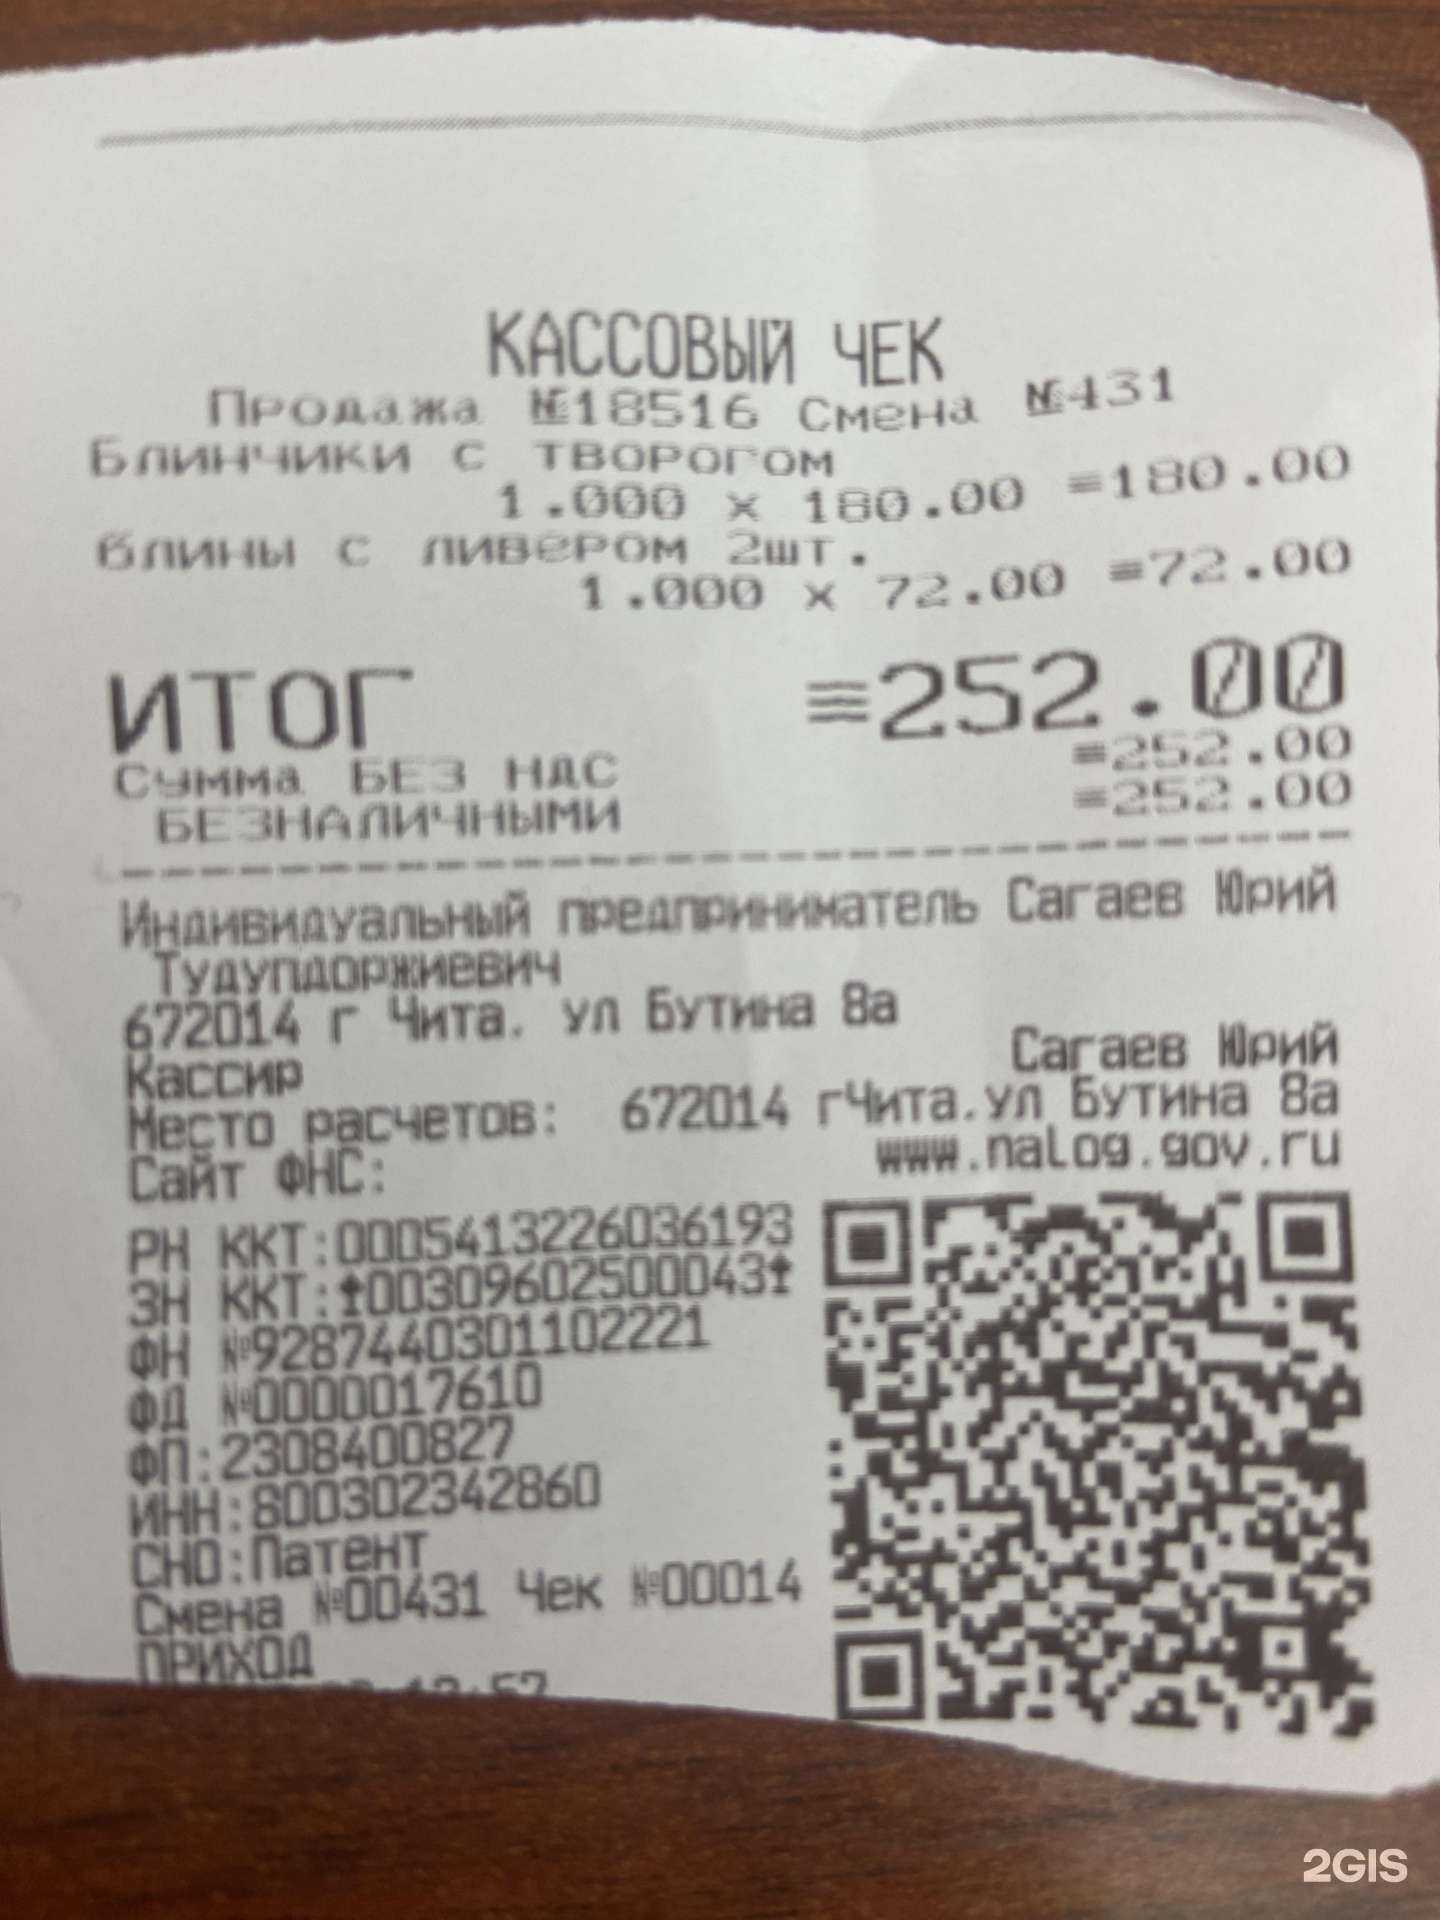 КАССОВЫЙ ЧЕК
Продажа №18516 Смена №431
Блинчики с творогом
1.000 x 180.00 ≡180.00
блины с ливером 2шт.
1.000 x 72.00 ≡72.00
ИТОГ ≡252.00
Сумма БЕЗ НДС ≡252.00
БЕЗНАЛИЧНЫМИ ≡252.00
Индивидуальный предприниматель Сагаев Юрий
Тудупдоржиевич
672014 г Чита. ул Бутина 8а
Кассир Сагаев Юрий
Место расчетов: 672014 гЧита.ул Бутина 8а
Сайт ФНС: www.nalog.gov.ru
РН ККТ:0005413226036193
ЗН ККТ:‡00309602500043‡
ФН №9287440301102221
ФД №0000017610
ФП:2308400827
ИНН:800302342860
СНО:Патент
Смена №00431 Чек №00014
ПРИХОД
2GIS